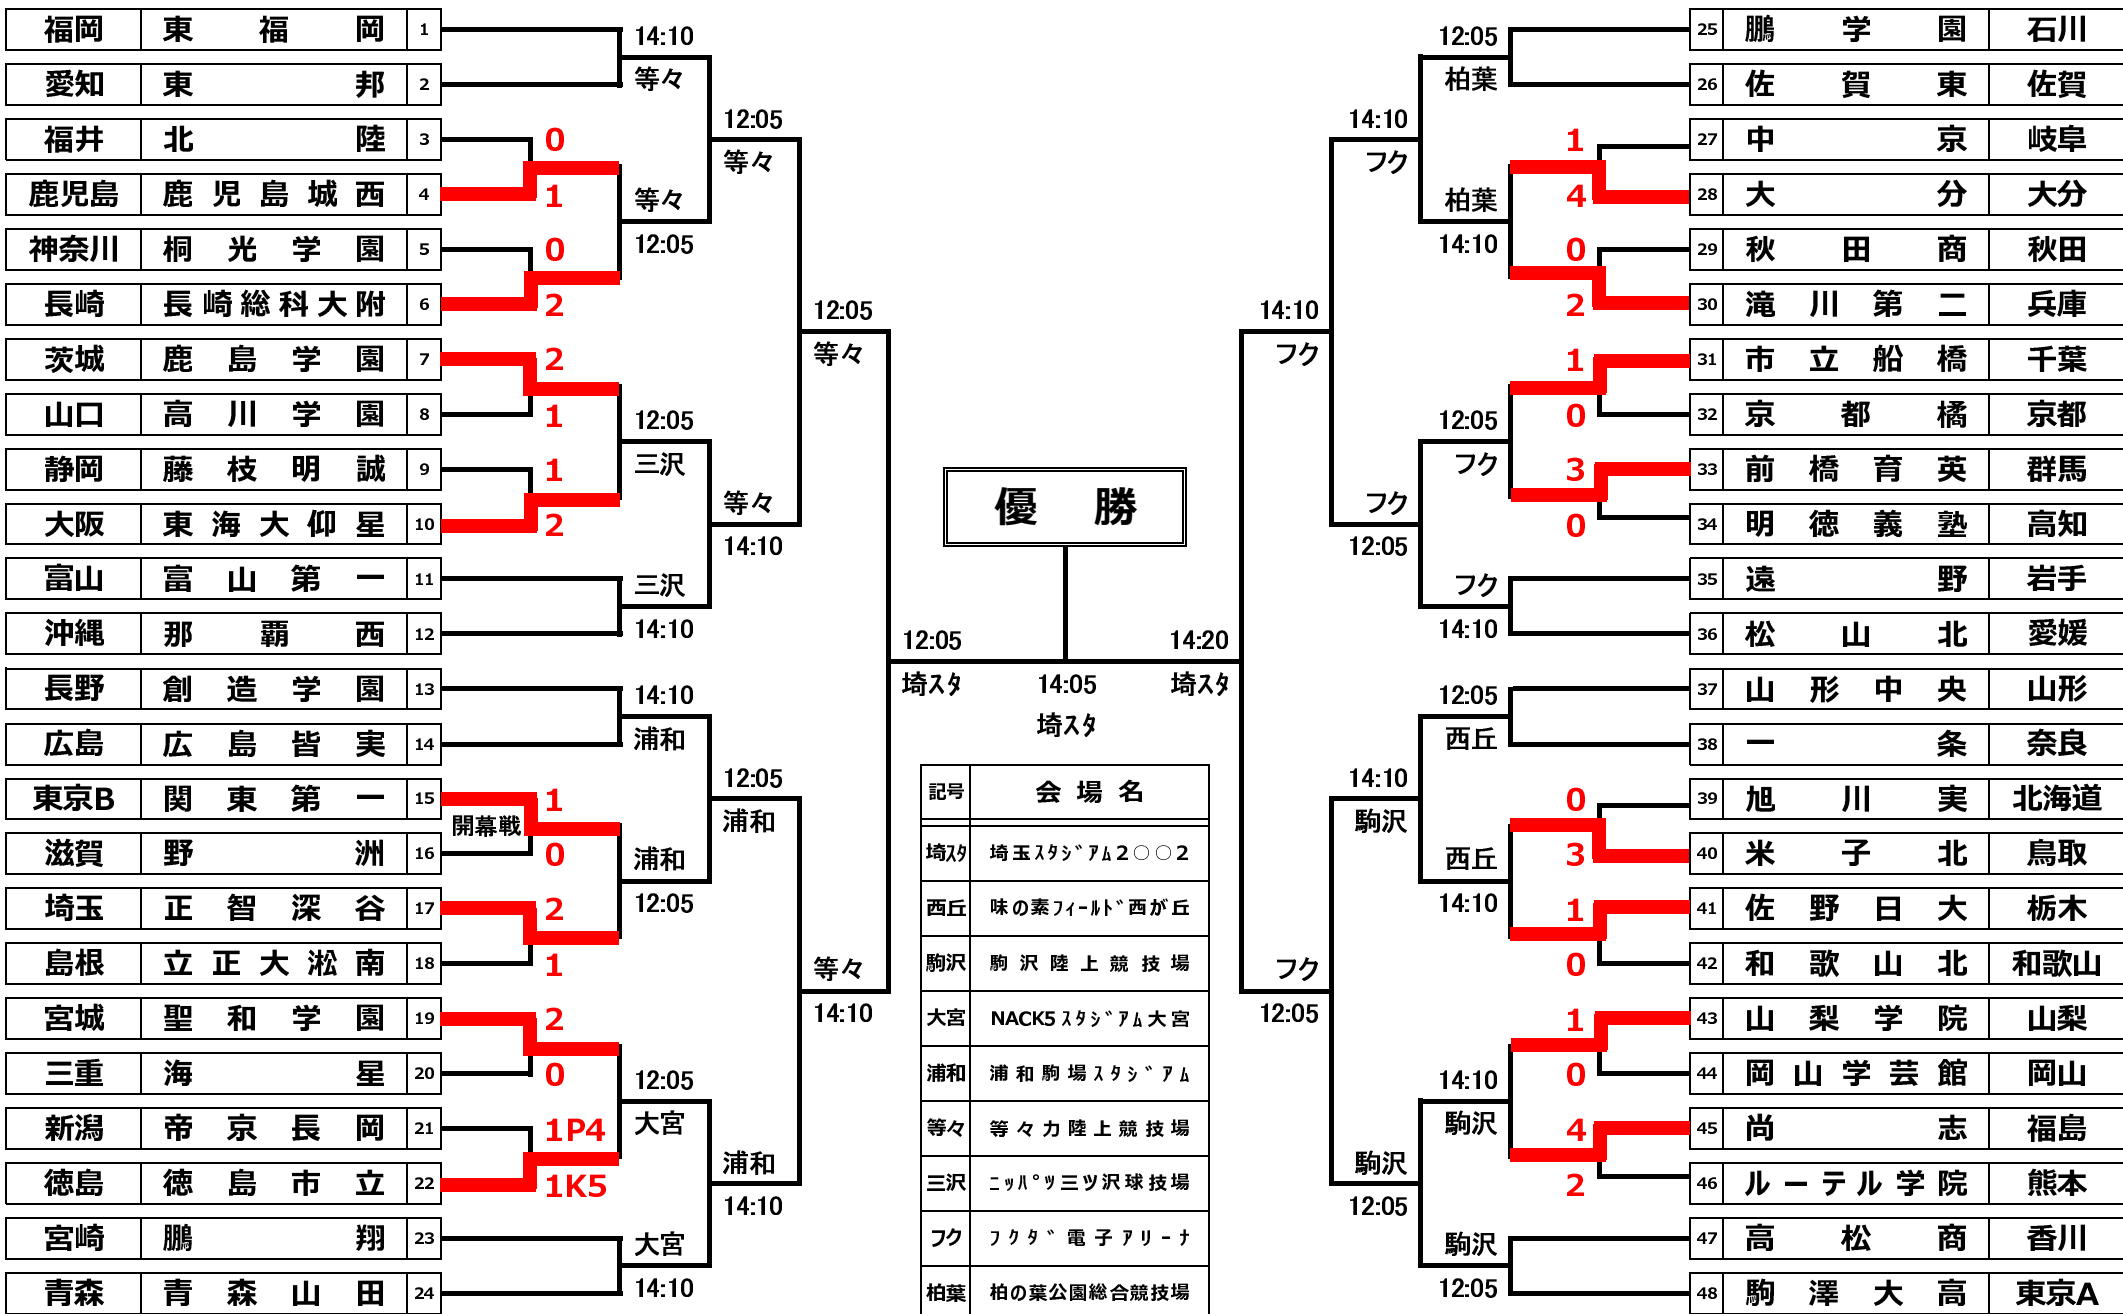 福岡 東福岡 1
愛知 東邦 2
福井 北陸 3
鹿児島 鹿児島城西 4
神奈川 桐光学園 5
長崎 長崎総科大附 6
茨城 鹿島学園 7
山口 高川学園 8
静岡 藤枝明誠 9
大阪 東海大仰星 10
富山 富山第一 11
沖縄 那覇西 12
長野 創造学園 13
広島 広島皆実 14
東京B 関東第一 15
滋賀 野洲 16
埼玉 正智深谷 17
島根 立正大淞南 18
宮城 聖和学園 19
三重 海星 20
新潟 帝京長岡 21
徳島 徳島市立 22
宮崎 鵬翔 23
青森 青森山田 24
0
1
0
2
2
1
1
2
開幕戦
1
0
2
1
2
0
1P4
1K5
14:10
等々
等々
12:05
12:05
三沢
三沢
14:10
14:10
浦和
浦和
12:05
12:05
大宮
大宮
14:10
12:05
等々
等々
14:10
12:05
浦和
浦和
14:10
12:05
等々
等々
14:10
12:05
埼スタ
優勝
14:05
埼スタ
14:20
埼スタ
記号 会場名
埼スタ 埼玉ｽﾀｼﾞｱﾑ2○○2
西丘 味の素ﾌｨｰﾙﾄﾞ西が丘
駒沢 駒沢陸上競技場
大宮 NACK5ｽﾀｼﾞｱﾑ大宮
浦和 浦和駒場ｽﾀｼﾞｱﾑ
等々 等々力陸上競技場
三沢 ﾆｯﾊﾟﾂ三ツ沢球技場
フク ﾌｸﾀﾞ電子ｱﾘｰﾅ
柏葉 柏の葉公園総合競技場
14:10
フク
フク
12:05
14:10
フク
フク
12:05
14:10
駒沢
駒沢
12:05
12:05
柏葉
柏葉
14:10
12:05
フク
フク
14:10
12:05
西丘
西丘
14:10
14:10
駒沢
駒沢
12:05
1
4
0
2
1
0
3
0
0
3
1
0
1
0
4
2
25 鵬学園 石川
26 佐賀東 佐賀
27 中京 岐阜
28 大分 大分
29 秋田商 秋田
30 滝川第二 兵庫
31 市立船橋 千葉
32 京都橘 京都
33 前橋育英 群馬
34 明徳義塾 高知
35 遠野 岩手
36 松山北 愛媛
37 山形中央 山形
38 一条 奈良
39 旭川実 北海道
40 米子北 鳥取
41 佐野日大 栃木
42 和歌山北 和歌山
43 山梨学院 山梨
44 岡山学芸館 岡山
45 尚志 福島
46 ルーテル学院 熊本
47 高松商 香川
48 駒澤大高 東京A